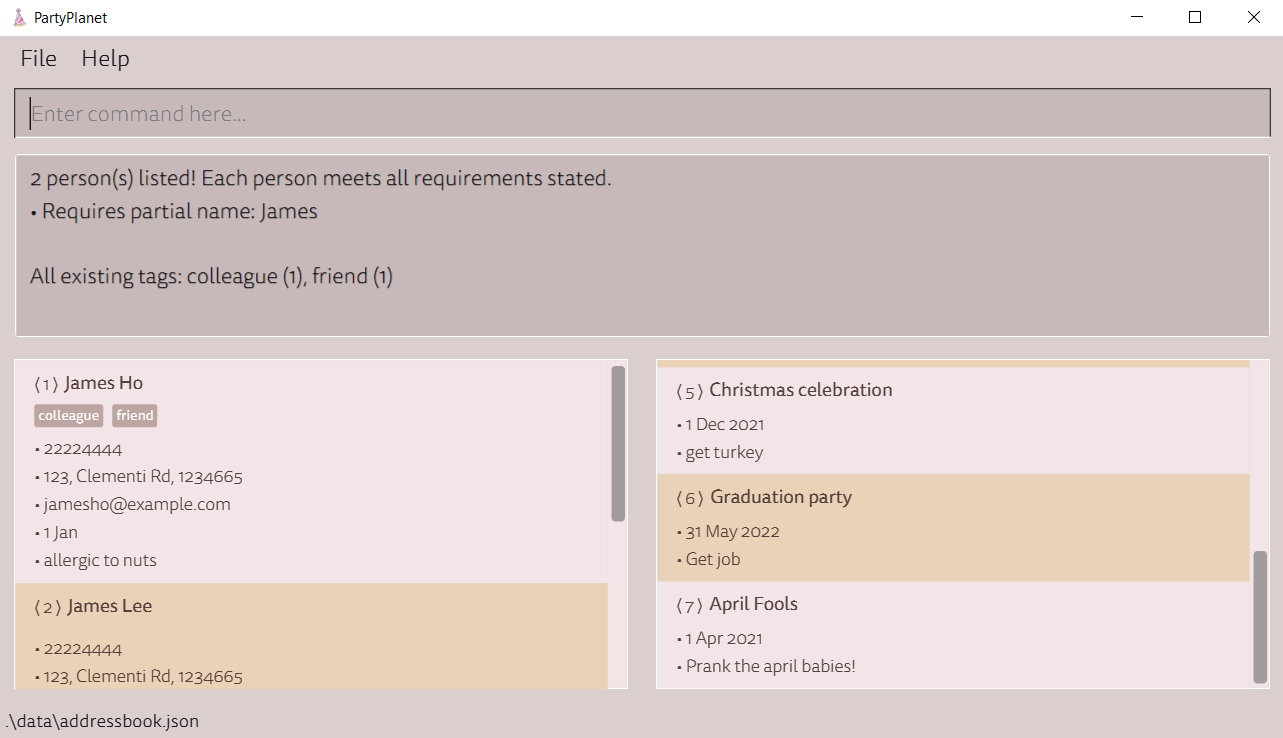 PartyPlanet
File Help
Enter command here...
2 person(s) listed! Each person meets all requirements stated.
• Requires partial name: James
All existing tags: colleague (1), friend (1)
(1) James Ho
colleague friend
• 22224444
• 123, Clementi Rd, 1234665
• jamesho@example.com
• 1 Jan
• allergic to nuts
(2) James Lee
• 22224444
• 123, Clementi Rd, 1234665
(5) Christmas celebration
• 1 Dec 2021
• get turkey
(6) Graduation party
• 31 May 2022
• Get job
(7) April Fools
• 1 Apr 2021
• Prank the april babies!
.\data\addressbook.json